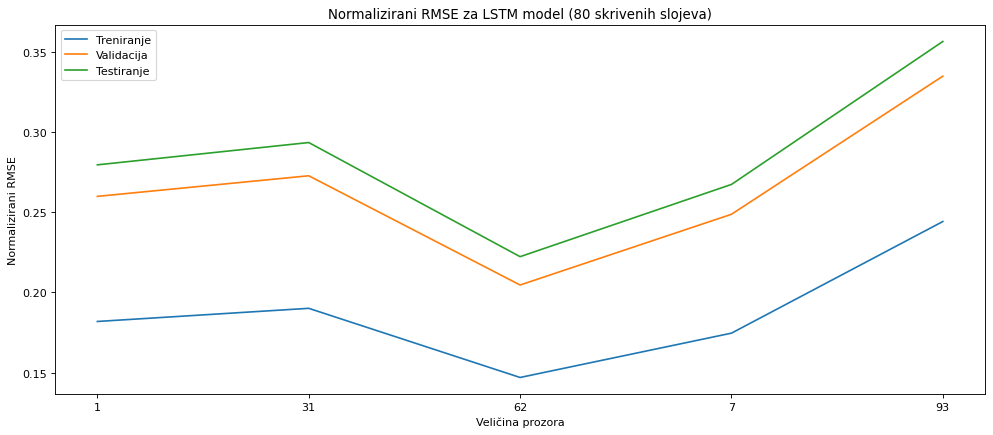 Normalizirani RMSE za LSTM model (80 skrivenih slojeva)
Treniranje
Validacija
Testiranje
Normalizirani RMSE
0.35
0.30
0.25
0.20
0.15
1 31 62 7 93
Veličina prozora